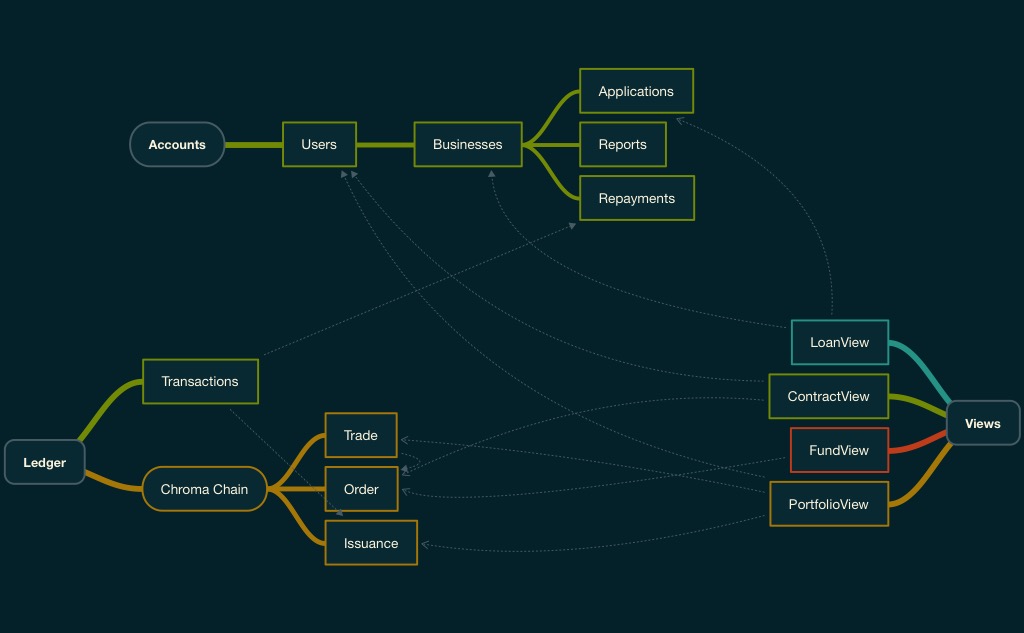 Applications
Accounts
Users
Businesses
Reports
Repayments
LoanView
Transactions
ContractView
Views
Trade
FundView
Ledger
Chroma Chain
Order
PortfolioView
Issuance